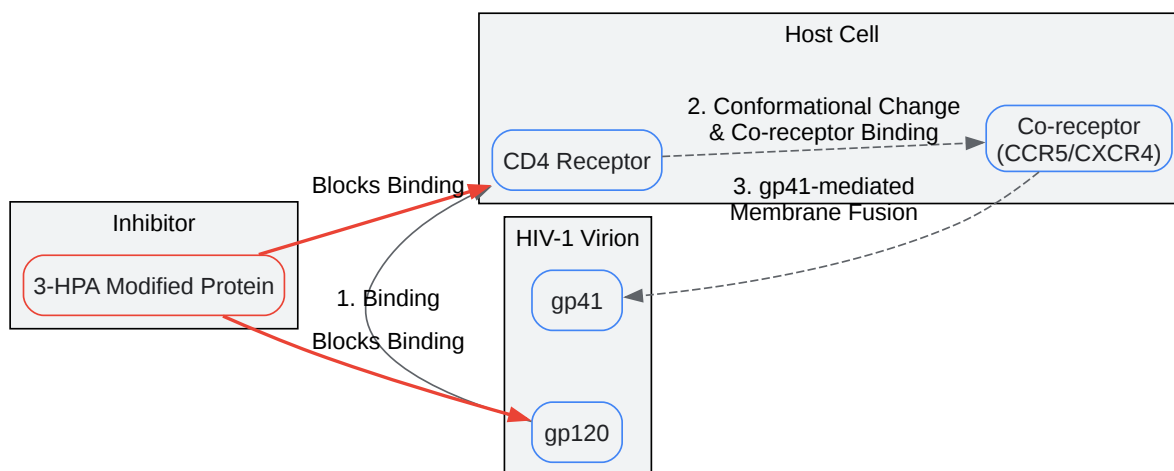 Host Cell
2. Conformational Change
& Co-receptor Binding
Co-receptor
(CCR5/CXCR4)
CD4 Receptor
Blocks Binding
3. gp41-mediated
Membrane Fusion
Inhibitor
HIV-1 Virion
3-HPA Modified Protein
1. Binding
gp41
Blocks Binding
gp120